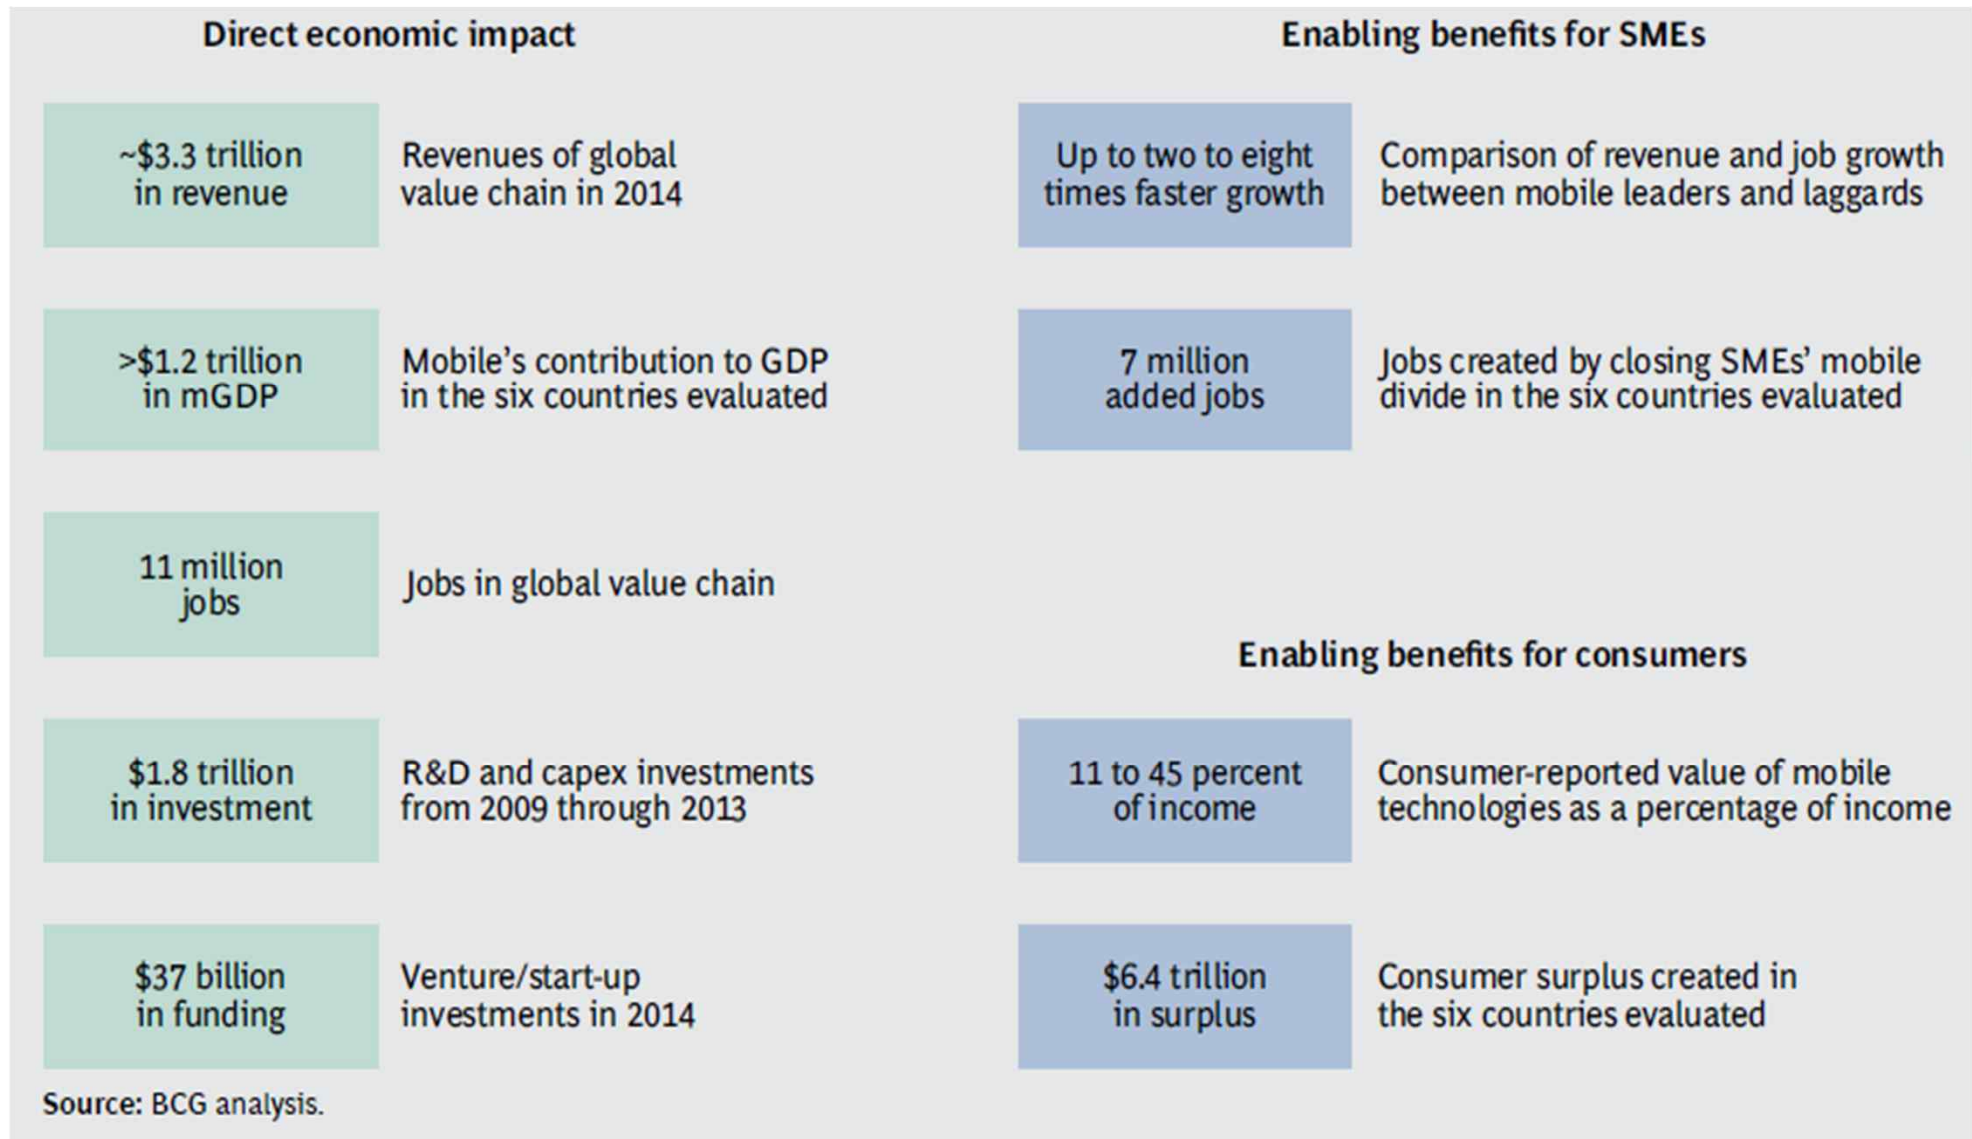 Direct economic impact
~$3.3 trillion
in revenue
Revenues of global
value chain in 2014
>$1.2 trillion
in mGDP
Mobile's contribution to GDP
in the six countries evaluated
11 million
jobs
Jobs in global value chain
$1.8 trillion
in investment
R&D and capex investments
from 2009 through 2013
$37 billion
in funding
Venture/start-up
investments in 2014
Enabling benefits for SMEs
Up to two to eight
times faster growth
Comparison of revenue and job growth
between mobile leaders and laggards
7 million
added jobs
Jobs created by closing SMEs' mobile
divide in the six countries evaluated
Enabling benefits for consumers
11 to 45 percent
of income
Consumer-reported value of mobile
technologies as a percentage of income
$6.4 trillion
in surplus
Consumer surplus created in
the six countries evaluated
Source: BCG analysis.